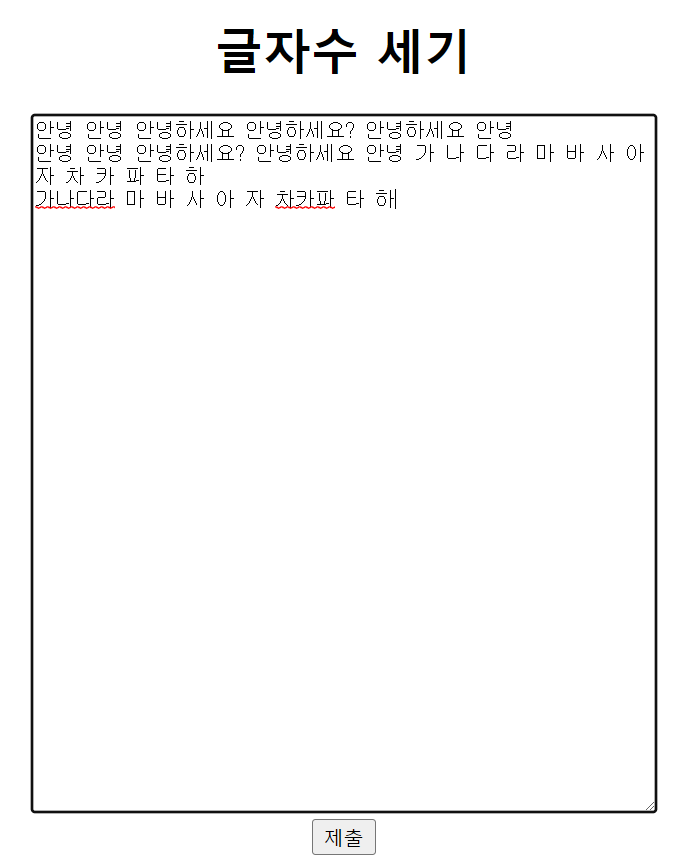 글자수 세기
안녕 안녕 안녕하세요 안녕하세요? 안녕하세요 안녕
안녕 안녕 안녕하세요? 안녕하세요 안녕 가 나 다 라 마 바 사 아
자 차 카 파 타 하
가나다라 마 바 사 아 자 차카파 타 하
제출